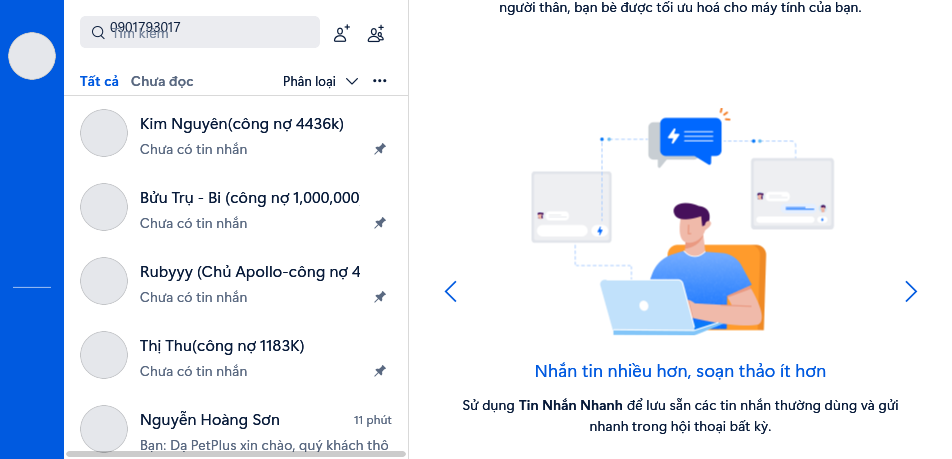 0901793017
Tìm kiếm
Tất cả Chưa đọc Phân loại
Kim Nguyên(công nợ 4436k)
Chưa có tin nhắn
Bửu Trụ - Bi (công nợ 1,000,000
Chưa có tin nhắn
Rubyyy (Chủ Apollo-công nợ 4
Chưa có tin nhắn
Thị Thu(công nợ 1183K)
Chưa có tin nhắn
Nguyễn Hoàng Sơn 11 phút
Bạn: Dạ PetPlus xin chào, quý khách thô
người thân, bạn bè được tối ưu hoá cho máy tính của bạn.
Nhắn tin nhiều hơn, soạn thảo ít hơn
Sử dụng Tin Nhắn Nhanh để lưu sẵn các tin nhắn thường dùng và gửi
nhanh trong hội thoại bất kỳ.